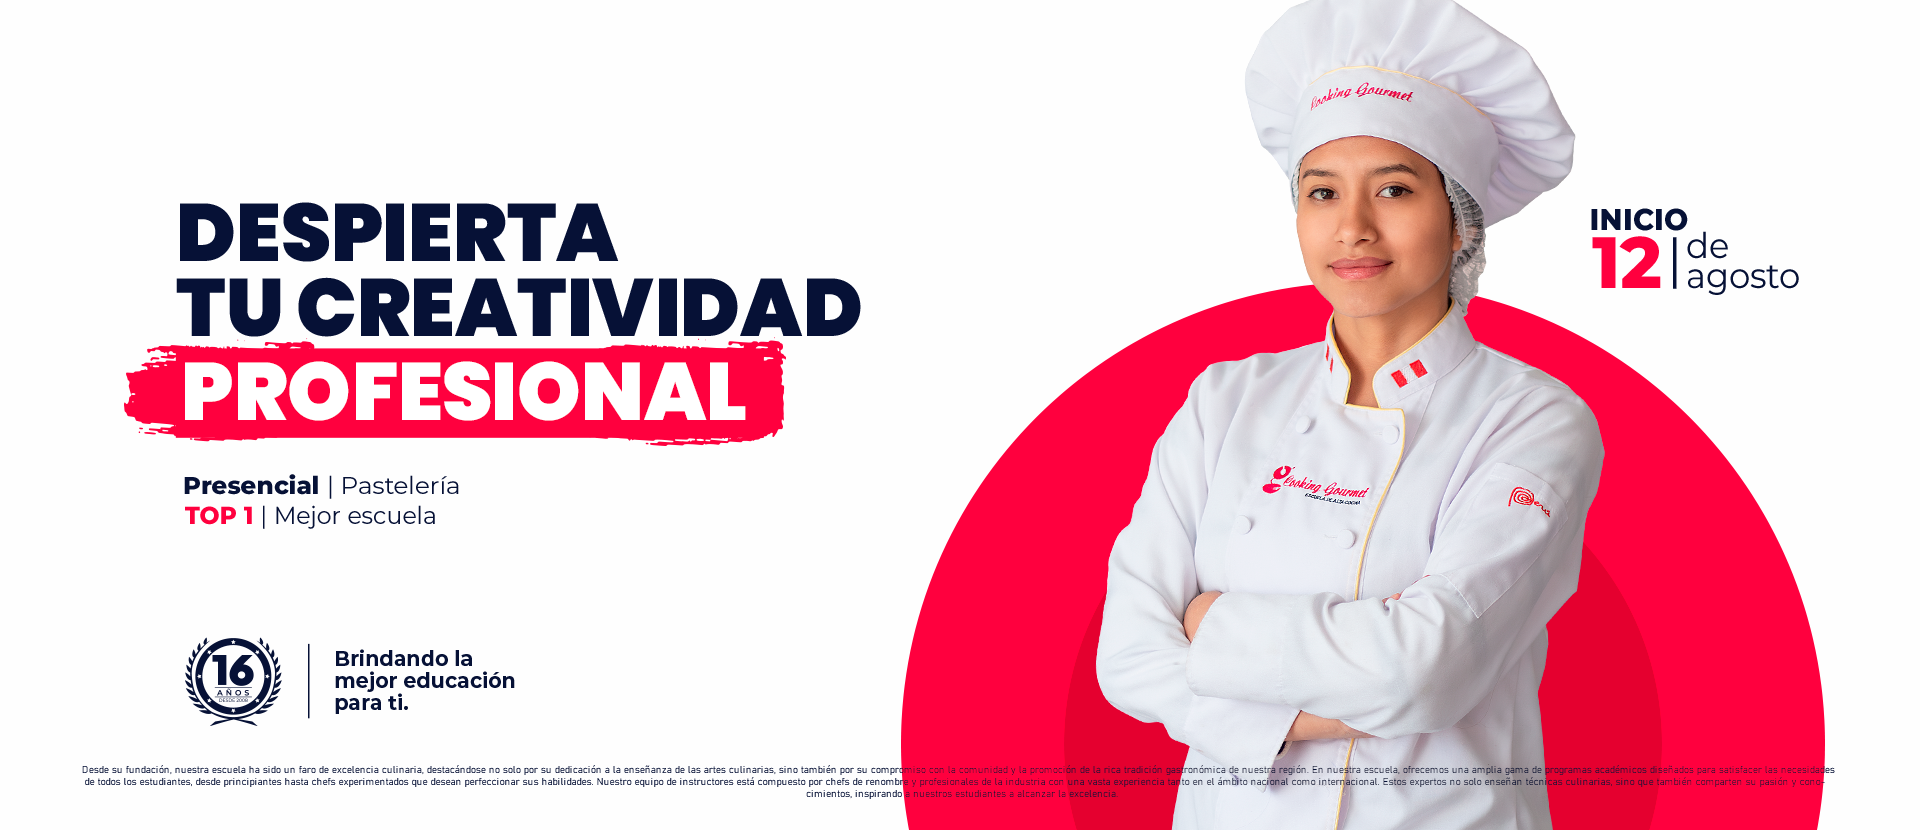 Cooking Gourmet
DESPIERTA
TU CREATIVIDAD
PROFESIONAL
INICIO
12 | de
agosto
Presencial | Pastelería
TOP 1 | Mejor escuela
Cooking Gourmet
ESCUELA DE ALTA COCINA
Perú
16
AÑOS
DESDE 2008
Brindando la
mejor educación
para ti.
Desde su fundación, nuestra escuela ha sido un faro de excelencia culinaria, destacándose no solo por su dedicación a la enseñanza de las artes culinarias, sino también por su compromiso con la comunidad y la promoción de la rica tradición gastronómica de nuestra región. En nuestra escuela, ofrecemos una amplia gama de programas académicos diseñados para satisfacer las necesidades
de todos los estudiantes, desde principiantes hasta chefs experimentados que desean perfeccionar sus habilidades. Nuestro equipo de instructores está compuesto por chefs de renombre y profesionales de la industria con una vasta experiencia tanto en el ámbito nacional como internacional. Estos expertos no solo enseñan técnicas culinarias, sino que también comparten su pasión y cono-
cimientos, inspirando a nuestros estudiantes a alcanzar la excelencia.